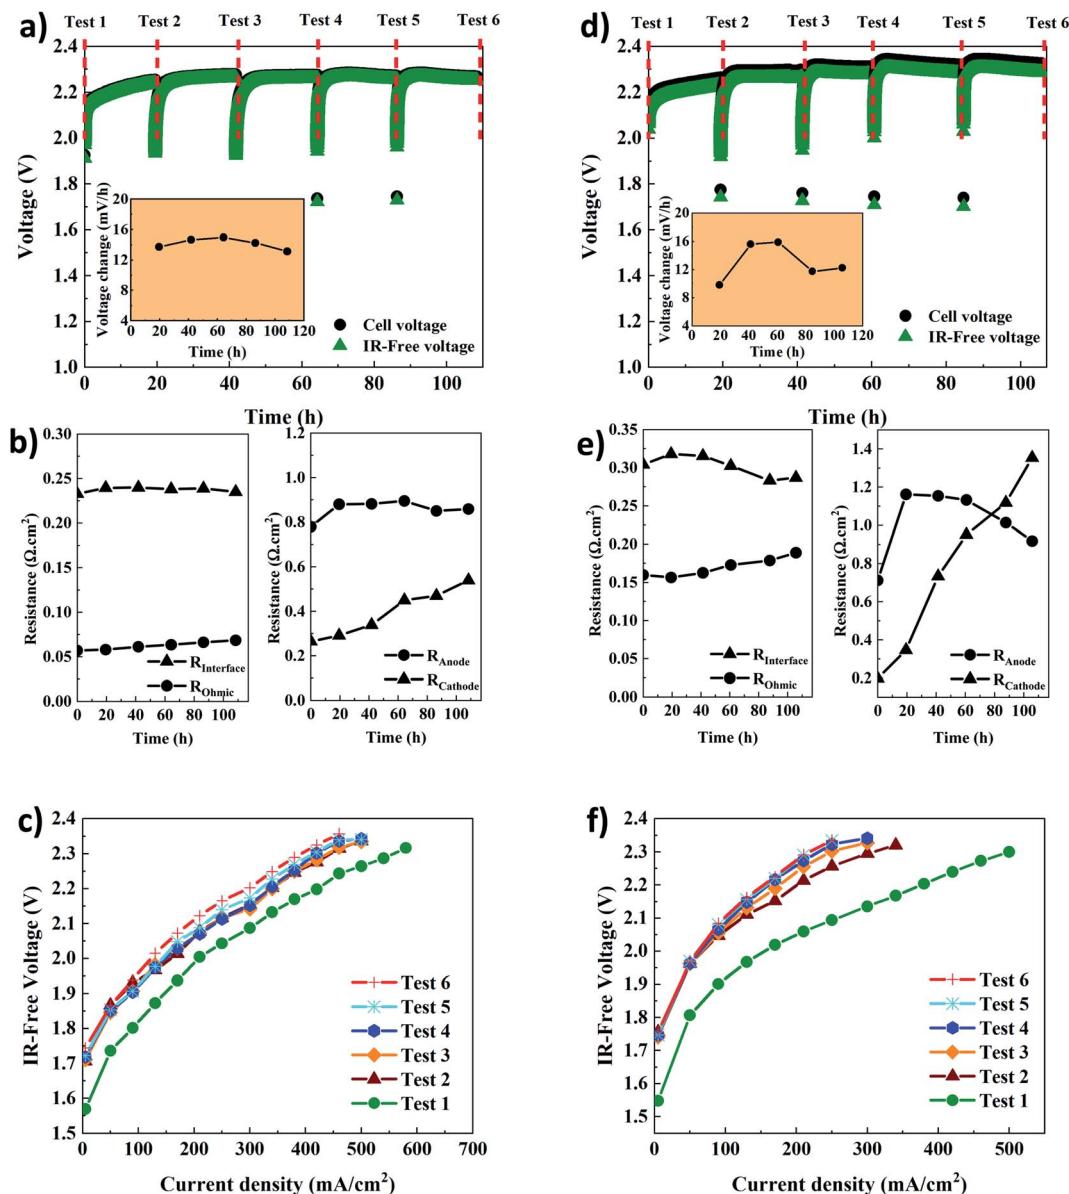 a)
Test 1 Test 2 Test 3 Test 4 Test 5 Test 6
2.4
2.2
2.0
1.8
1.6
1.4
1.2
1.0
Voltage (V)
20
16
12
8
4
Voltage change (mV/h)
0 20 40 60 80 100 120
Time (h)
Cell voltage
IR-Free voltage
0 20 40 60 80 100
Time (h)
d)
Test 1 Test 2 Test 3 Test 4 Test 5 Test 6
2.4
2.2
2.0
1.8
1.6
1.4
1.2
1.0
Voltage (V)
16
12
8
4
Voltage change (mV/h)
0 20 40 60 80 100 120
Time (h)
Cell voltage
IR-Free voltage
0 20 40 60 80 100
Time (h)
b)
0.30
0.25
0.20
0.15
0.10
0.05
0.00
Resistance (Ω.cm²)
R Interface
R Ohmic
0 20 40 60 80 100
Time (h)
1.2
1.0
0.8
0.6
0.4
0.2
0.0
Resistance (Ω.cm²)
R Anode
R Cathode
0 20 40 60 80 100
Time (h)
e)
0.35
0.30
0.25
0.20
0.15
0.10
0.05
0.00
Resistance (Ω.cm²)
R Interface
R Ohmic
0 20 40 60 80 100
Time (h)
1.4
1.2
1.0
0.8
0.6
0.4
0.2
Resistance (Ω.cm²)
R Anode
R Cathode
0 20 40 60 80 100
Time (h)
c)
2.4
2.3
2.2
2.1
2.0
1.9
1.8
1.7
1.6
1.5
IR-Free Voltage (V)
Test 6
Test 5
Test 4
Test 3
Test 2
Test 1
0 100 200 300 400 500 600 700
Current density (mA/cm²)
f)
2.4
2.3
2.2
2.1
2.0
1.9
1.8
1.7
1.6
1.5
IR-Free Voltage (V)
Test 6
Test 5
Test 4
Test 3
Test 2
Test 1
0 100 200 300 400 500
Current density (mA/cm²)